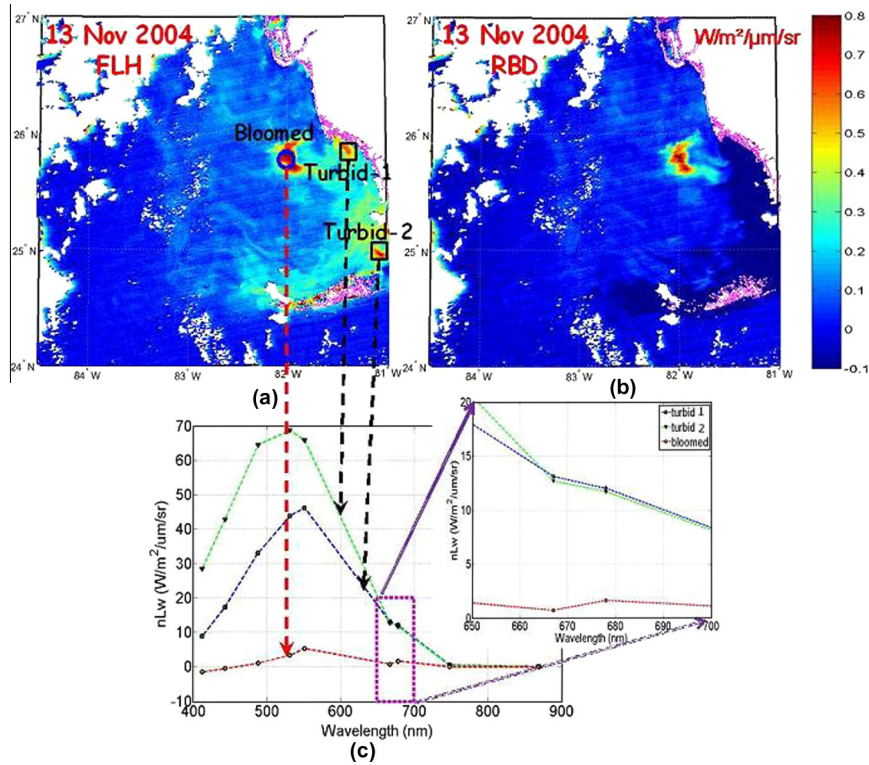 13 Nov 2004
FLH
Bloomed
Turbid-1
Turbid-2
27°N
26°N
25°N
24°N
84°W
83°W
82°W
81°W
(a)
13 Nov 2004
RBD
W/m²/µm/sr
27°N
26°N
25°N
24°N
84°W
83°W
82°W
81°W
(b)
0.8
0.7
0.6
0.5
0.4
0.3
0.2
0.1
0
-0.1
nLw (W/m²/um/sr)
70
60
50
40
30
20
10
0
-10
400
500
600
700
800
900
Wavelength (nm)
(c)
nLw (W/m²/um/sr)
20
15
10
5
0
650
660
670
680
690
700
Wavelength (nm)
turbid 1
turbid 2
bloomed